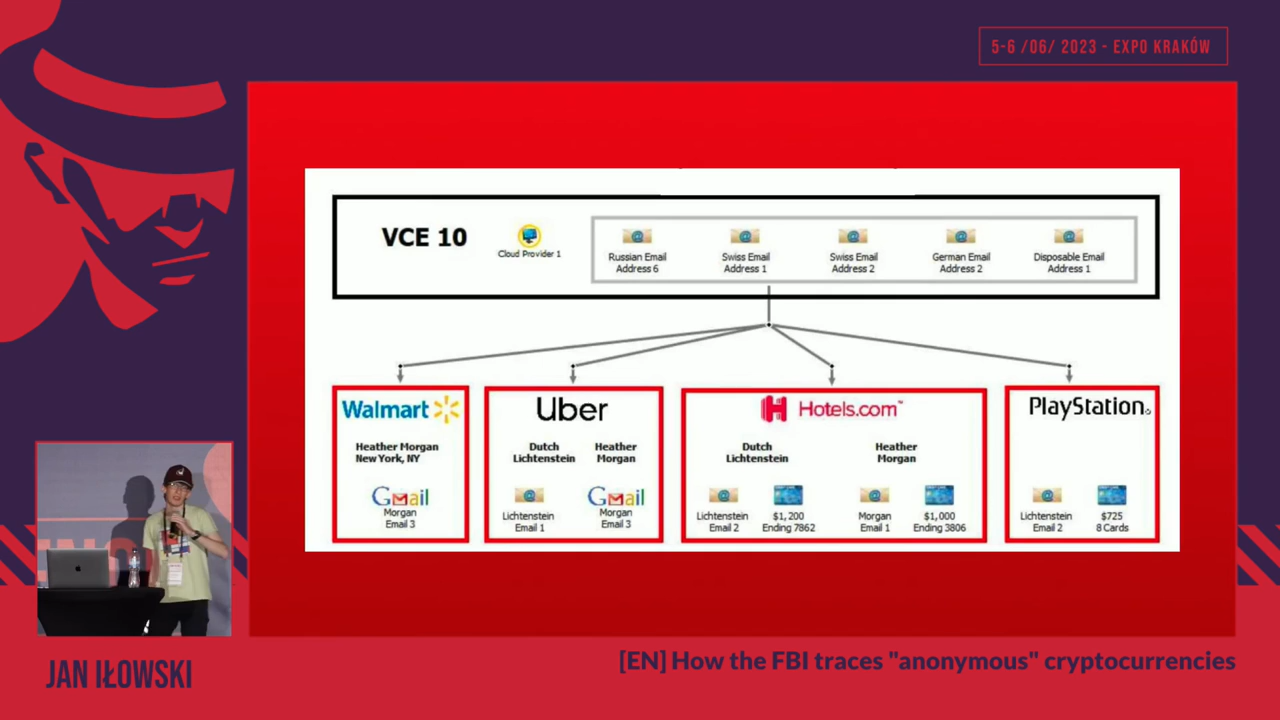 5-6 /06/ 2023 - EXPO KRAKÓW
VCE 10
Cloud Provider 1
Russian Email
Address 6
Swiss Email
Address 1
Swiss Email
Address 2
German Email
Address 2
Disposable Email
Address 1
Walmart
Heather Morgan
New York, NY
Gmail
Morgan
Email 3
Uber
Dutch
Lichtenstein
Heather
Morgan
Lichtenstein
Email 1
Gmail
Morgan
Email 3
Hotels.com™
Dutch
Lichtenstein
Heather
Morgan
Lichtenstein
Email 2
$1,200
Ending 7862
Morgan
Email 1
$1,000
Ending 3806
PlayStation
Lichtenstein
Email 2
$725
8 Cards
JAN IŁOWSKI
[EN] How the FBI traces "anonymous" cryptocurrencies